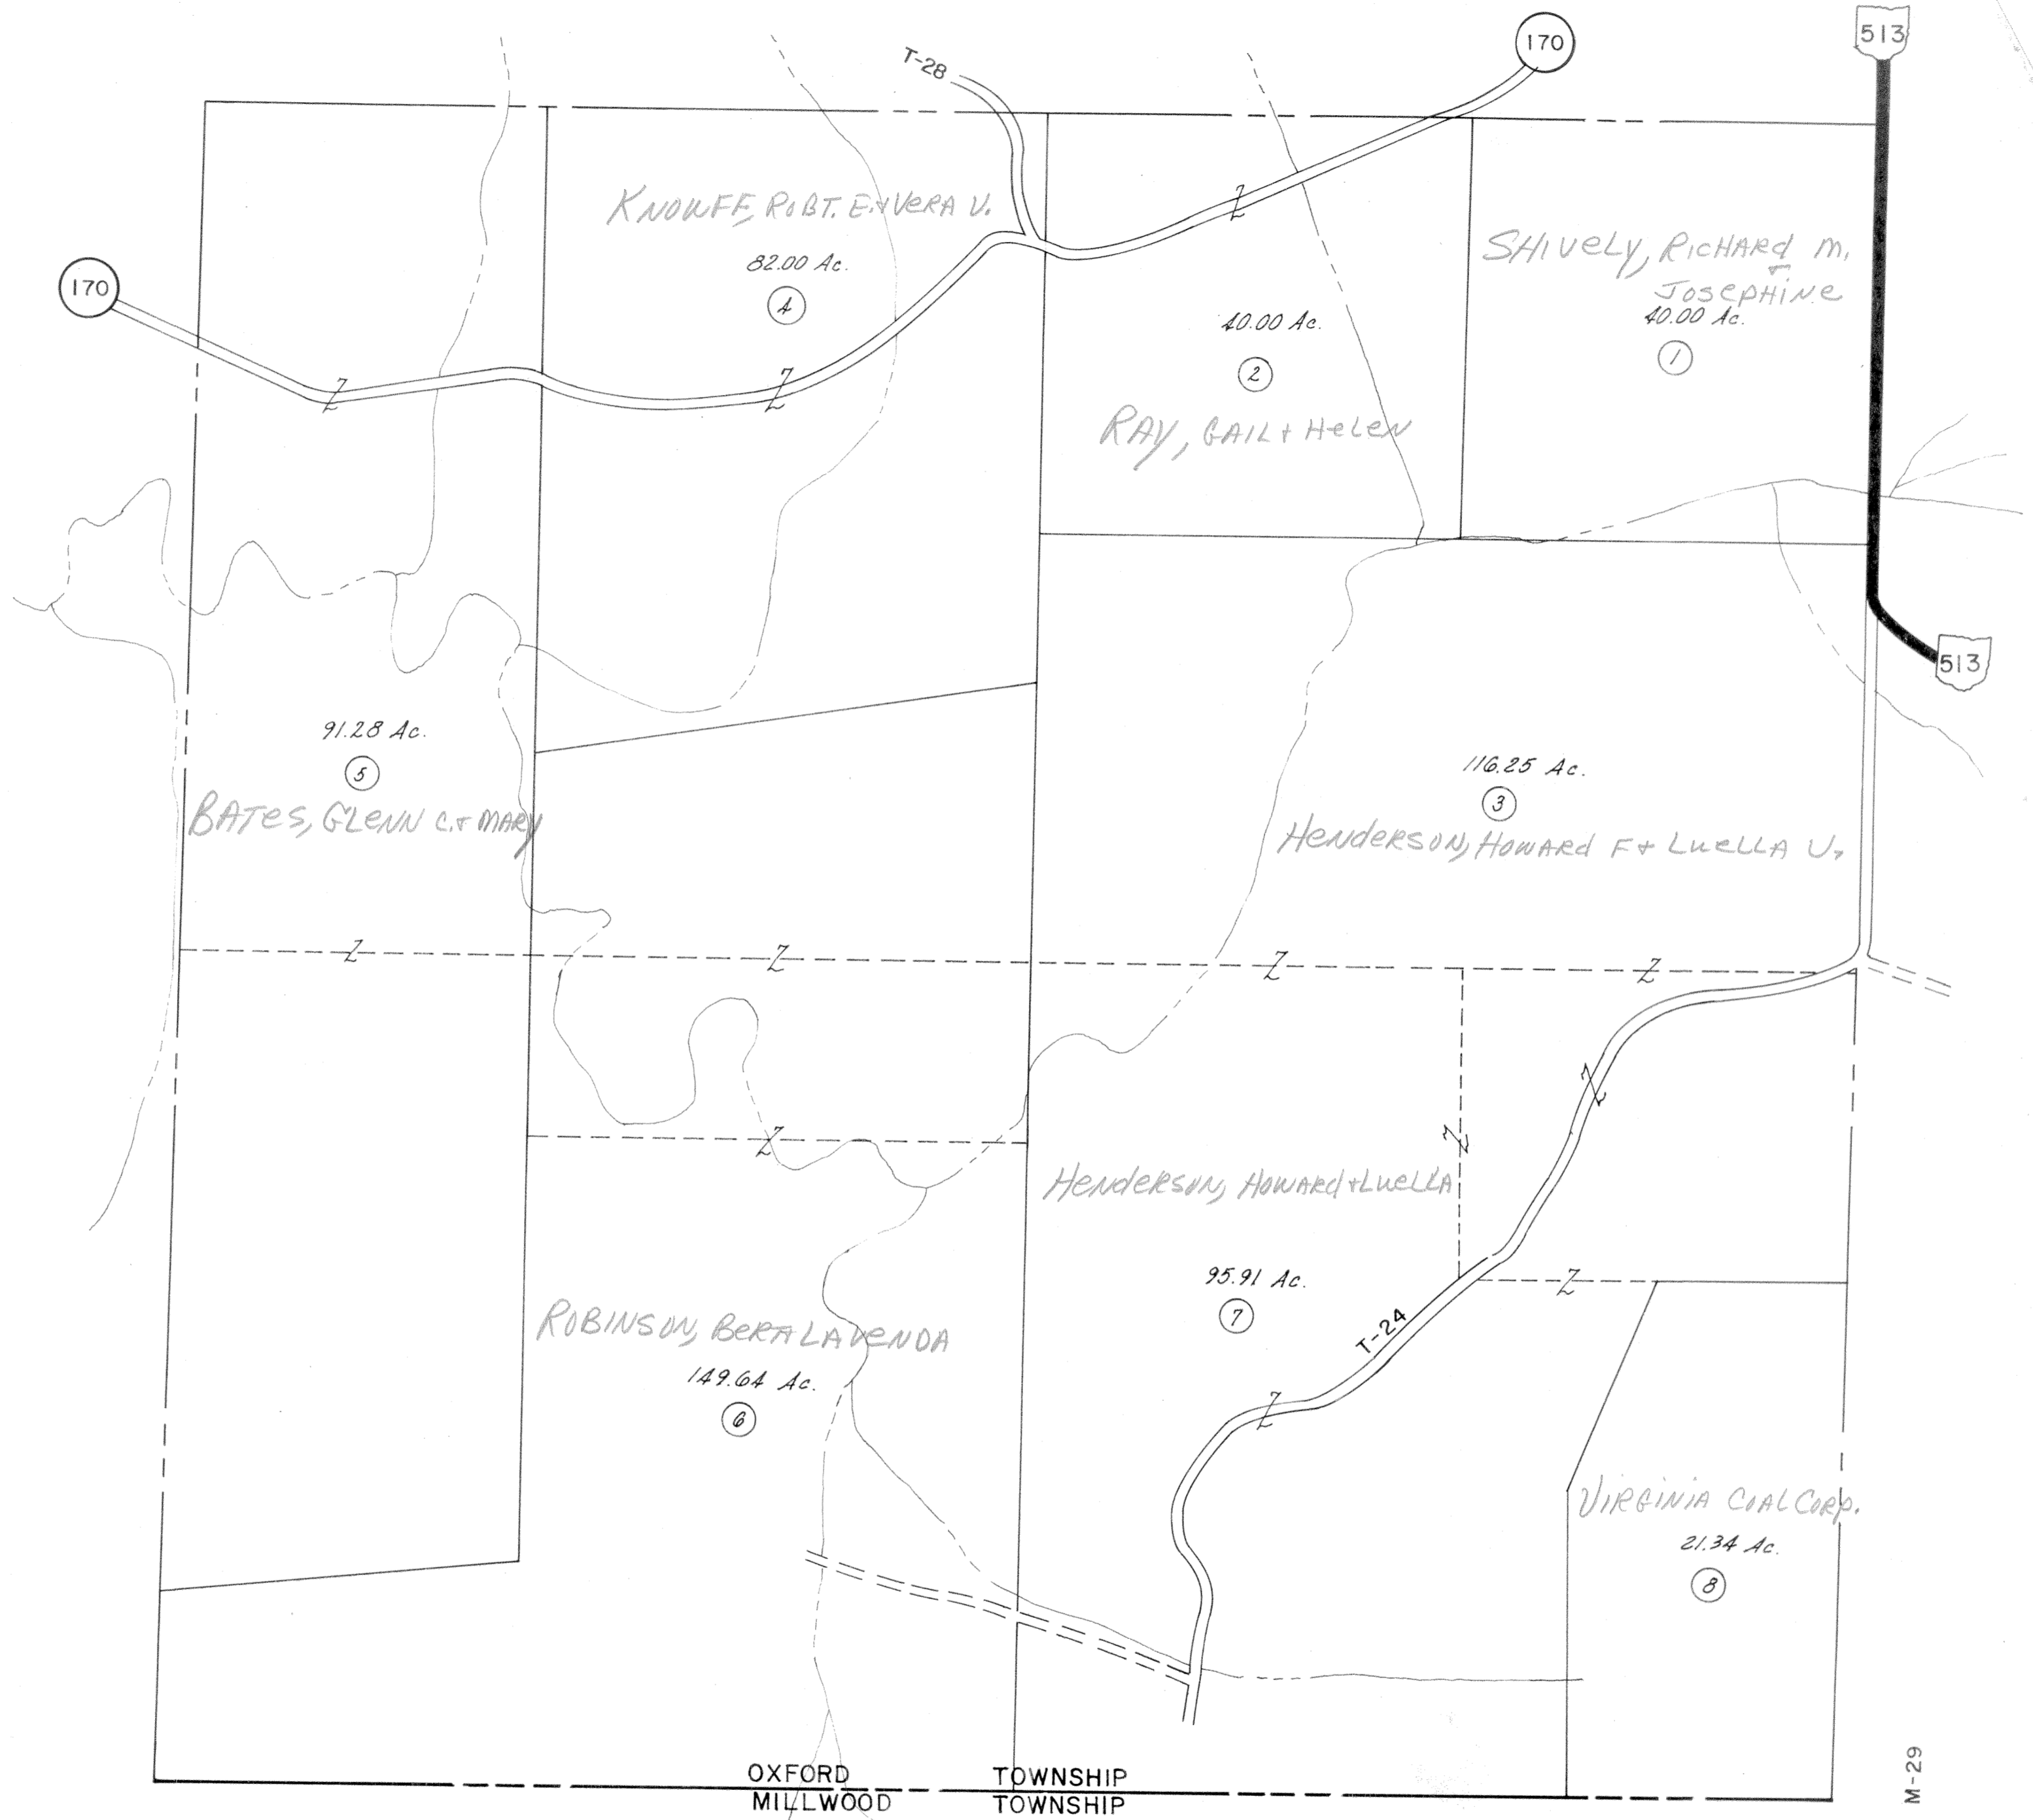 513
170
T-28
KNOWFF, ROBT. E. & VERA V.
82.00 Ac.
4
170
SHIVELY, RICHARD M.
& JOSEPHINE
40.00 Ac.
1
40.00 Ac.
2
RAY, GAIL & HELEN
513
91.28 Ac.
5
BATES, GLENN C. & MARY
116.25 Ac.
3
HENDERSON, HOWARD F & LUELLA V.
Z
Z
Z
Z
Z
Z
Z
Z
Z
Z
Z
Z
HENDERSON, HOWARD & LUELLA
95.91 Ac.
7
T-24
ROBINSON, BERTA LAVENDA
149.64 Ac.
6
VIRGINIA COAL CORP.
21.34 Ac.
8
OXFORD TOWNSHIP
MILLWOOD TOWNSHIP
M-29